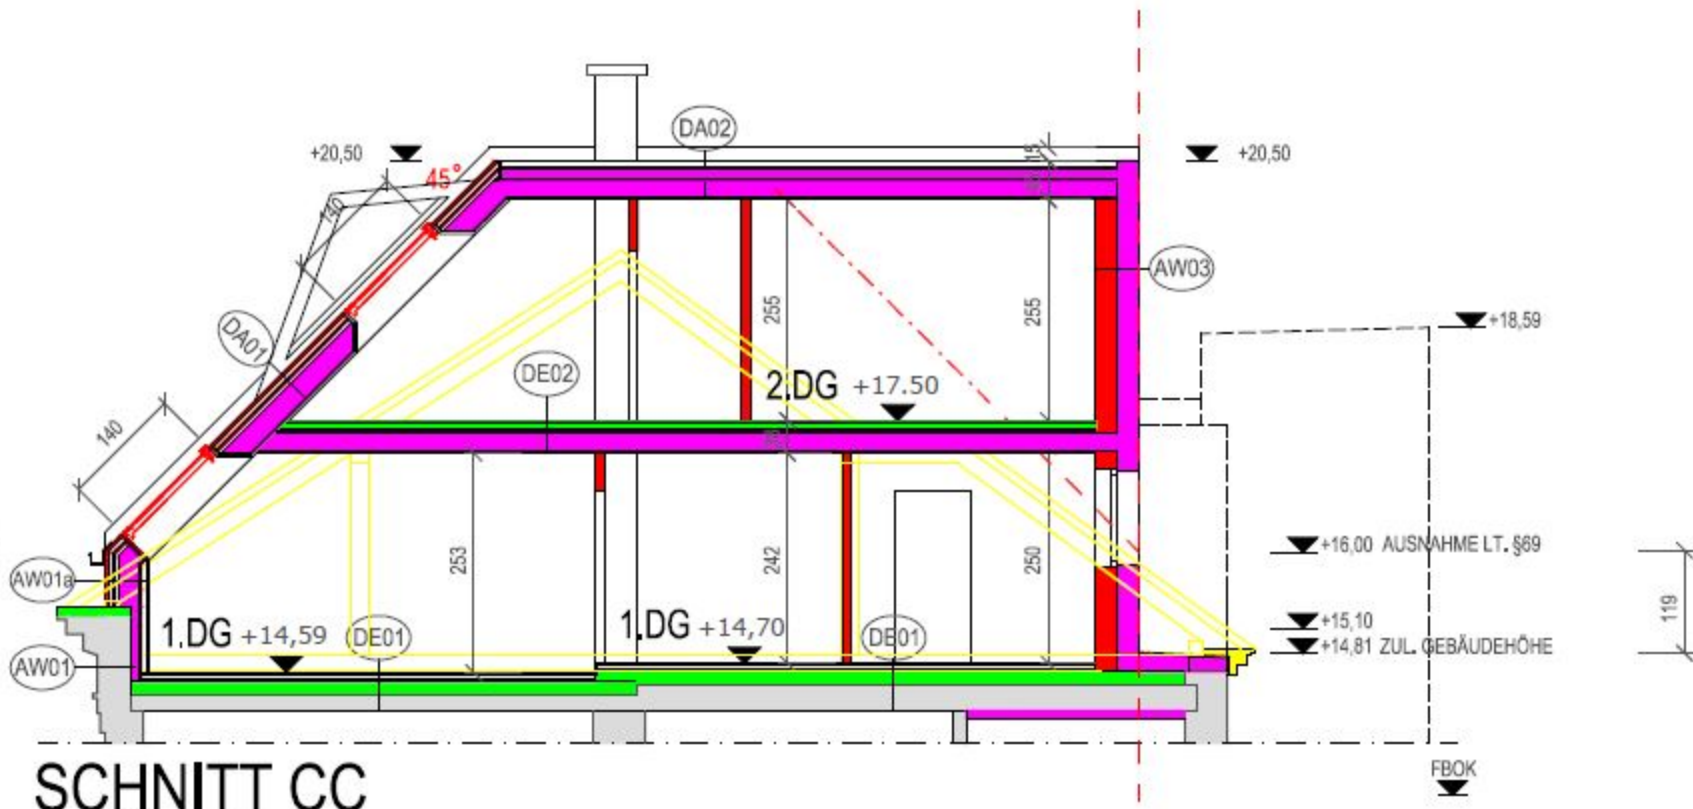 DA02
+20,50
+20,50
45°
15
140
AW03
255
255
+18,59
DA01
DE02
2.DG +17.50
140
+16,00 AUSNAHME LT. §69
253
242
250
AW01a
119
+15,10
1.DG +14,59
DE01
1.DG +14,70
DE01
+14,81 ZUL. GEBÄUDEHÖHE
AW01
FBOK
SCHNITT CC